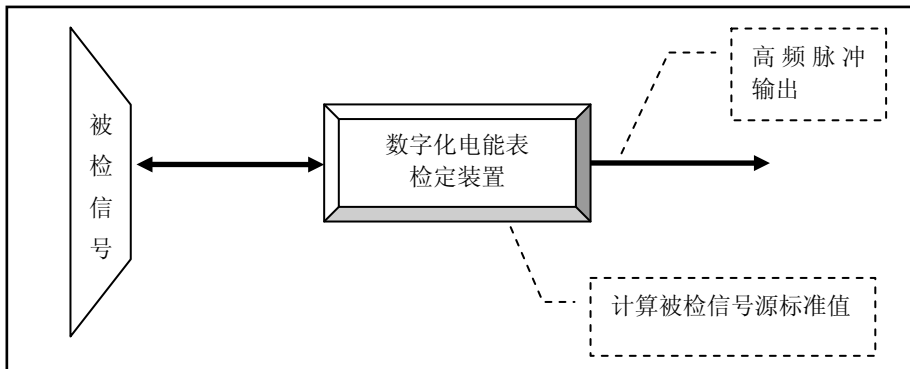 被检信号
数字化电能表
检定装置
高频脉冲
输出
计算被检信号源标准值